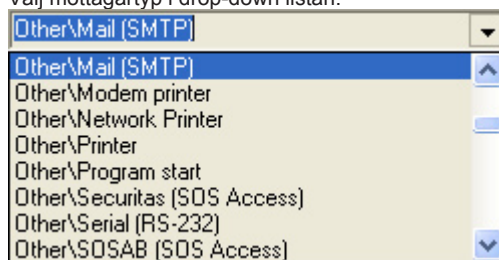 Välj mottagartyp i drop-down listan.
Other\Mail (SMTP)
Other\Mail (SMTP)
Other\Modem printer
Other\Network Printer
Other\Printer
Other\Program start
Other\Securitas (SOS Access)
Other\Serial (RS-232)
Other\SOSAB (SOS Access)